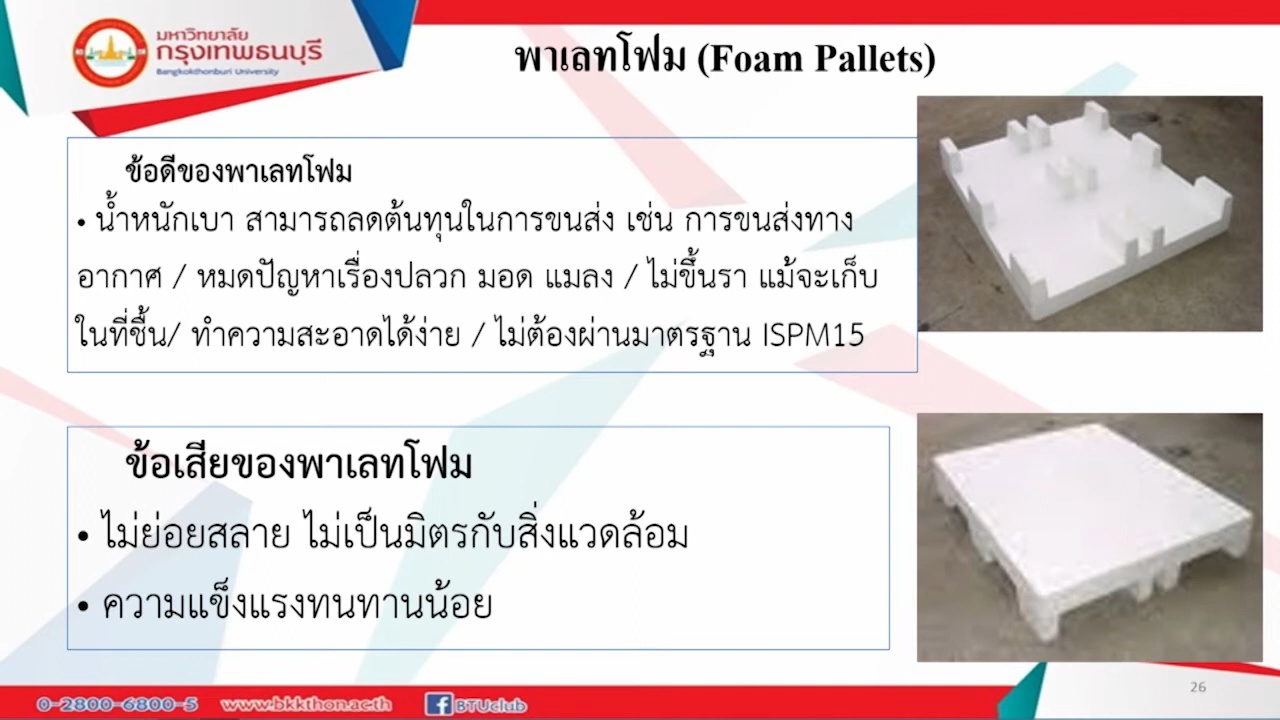 มหาวิทยาลัย
กรุงเทพธนบุรี
Bangkokthonburi University
พาเลทโฟม (Foam Pallets)
ข้อดีของพาเลทโฟม
• น้ำหนักเบา สามารถลดต้นทุนในการขนส่ง เช่น การขนส่งทาง
อากาศ / หมดปัญหาเรื่องปลวก มอด แมลง / ไม่ขึ้นรา แม้จะเก็บ
ในที่ชื้น/ ทำความสะอาดได้ง่าย / ไม่ต้องผ่านมาตรฐาน ISPM15
ข้อเสียของพาเลทโฟม
• ไม่ย่อยสลาย ไม่เป็นมิตรกับสิ่งแวดล้อม
• ความแข็งแรงทนทานน้อย
26
0-2800-6800-5 www.bkkthon.ac.th BTUclub